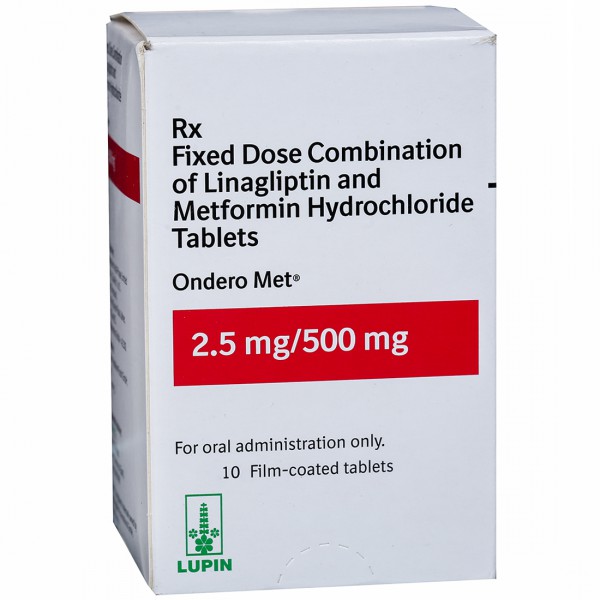 Rx
Fixed Dose Combination
of Linagliptin and
Metformin Hydrochloride
Tablets
Ondero Met®
2.5 mg/500 mg
For oral administration only.
10 Film-coated tablets
LUPIN